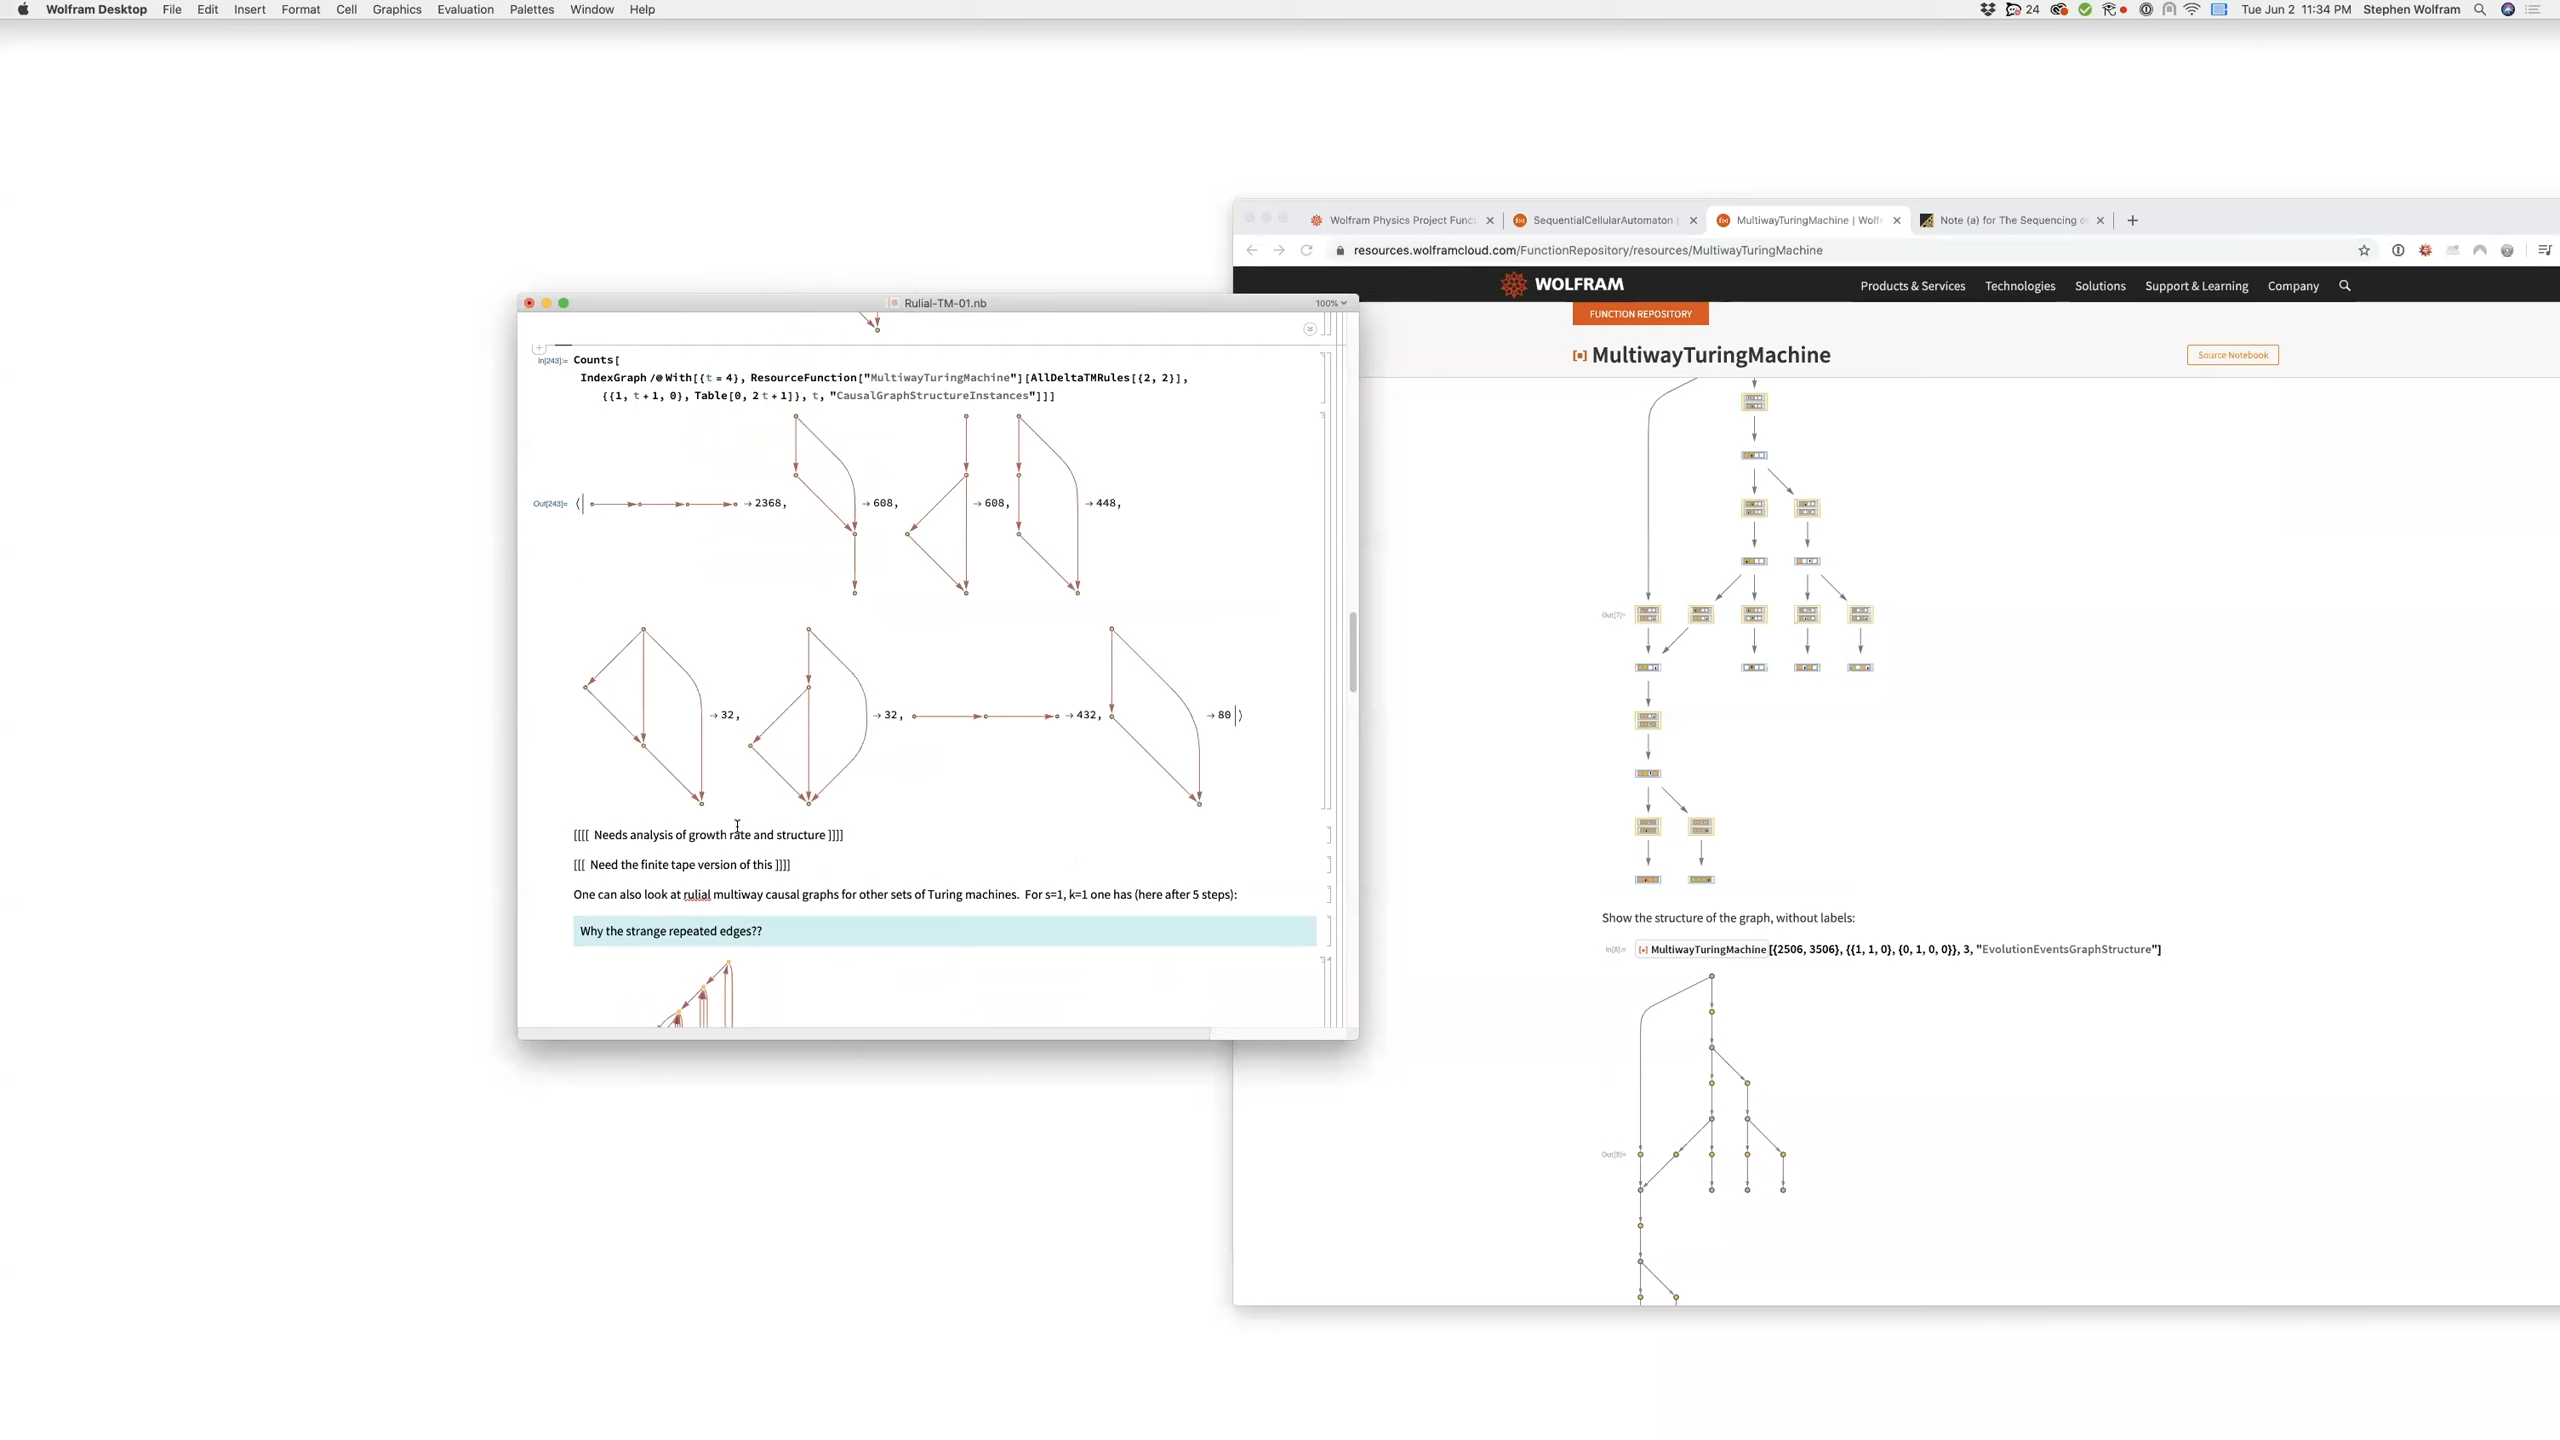 Wolfram Desktop File Edit Insert Format Cell Graphics Evaluation Palettes Window Help
24 Tue Jun 2 11:34 PM Stephen Wolfram
Rulial-TM-01.nb
100%
In[243]:= Counts[
IndexGraph /@ With[{t = 4}, ResourceFunction["MultiwayTuringMachine"][AllDeltaTMRules[{2, 2}],
{{1, t + 1, 0}, Table[0, 2 t + 1]}, t, "CausalGraphStructureInstances"]]]
Out[243]= ⟨| → 2368, → 608, → 608, → 448,
→ 32, → 32, → 432, → 80 |⟩
[[[[ Needs analysis of growth rate and structure ]]]]
[[[ Need the finite tape version of this ]]]]
One can also look at rulial multiway causal graphs for other sets of Turing machines. For s=1, k=1 one has (here after 5 steps):
Why the strange repeated edges??
Wolfram Physics Project Func
SequentialCellularAutomaton |
MultiwayTuringMachine | Wolf
Note (a) for The Sequencing o
resources.wolframcloud.com/FunctionRepository/resources/MultiwayTuringMachine
WOLFRAM
Products & Services Technologies Solutions Support & Learning Company
FUNCTION REPOSITORY
MultiwayTuringMachine
Source Notebook
Out[7]=
Show the structure of the graph, without labels:
In[8]:= MultiwayTuringMachine[{2506, 3506}, {{1, 1, 0}, {0, 1, 0, 0}}, 3, "EvolutionEventsGraphStructure"]
Out[8]=